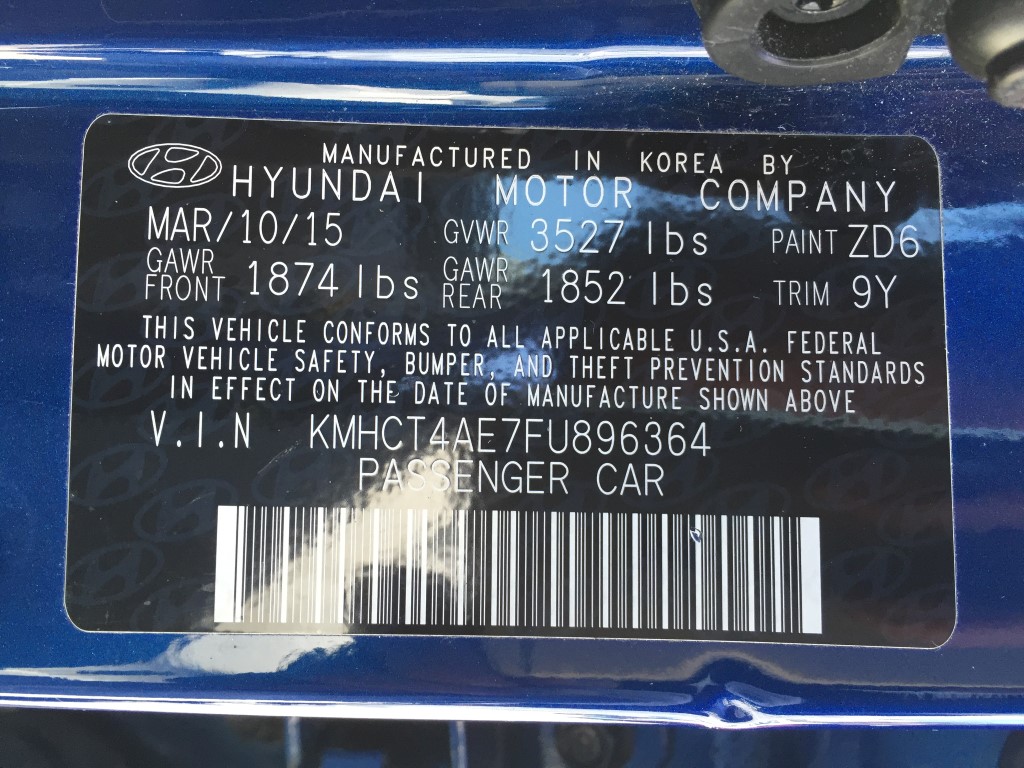 MANUFACTURED IN KOREA BY
HYUNDAI MOTOR COMPANY
MAR/10/15 GVWR 3527 lbs PAINT ZD6
GAWR FRONT 1874 lbs GAWR REAR 1852 lbs TRIM 9Y
THIS VEHICLE CONFORMS TO ALL APPLICABLE U.S.A. FEDERAL
MOTOR VEHICLE SAFETY, BUMPER, AND THEFT PREVENTION STANDARDS
IN EFFECT ON THE DATE OF MANUFACTURE SHOWN ABOVE
V.I.N KMHCT4AE7FU896364
PASSENGER CAR